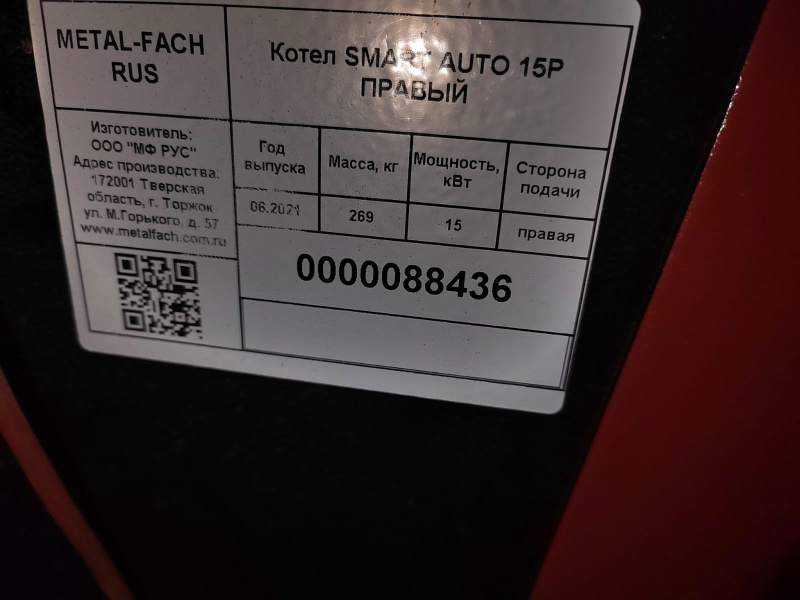 METAL-FACH
RUS
Котел SMART AUTO 15P
ПРАВЫЙ
Изготовитель:
ООО "МФ РУС"
Адрес производства:
172001 Тверская
область, г. Торжок
ул. М.Горького, д. 57
www.metalfach.com.ru
Год
выпуска
Масса, кг
Мощность,
кВт
Сторона
подачи
06.2021
269
15
правая
0000088436